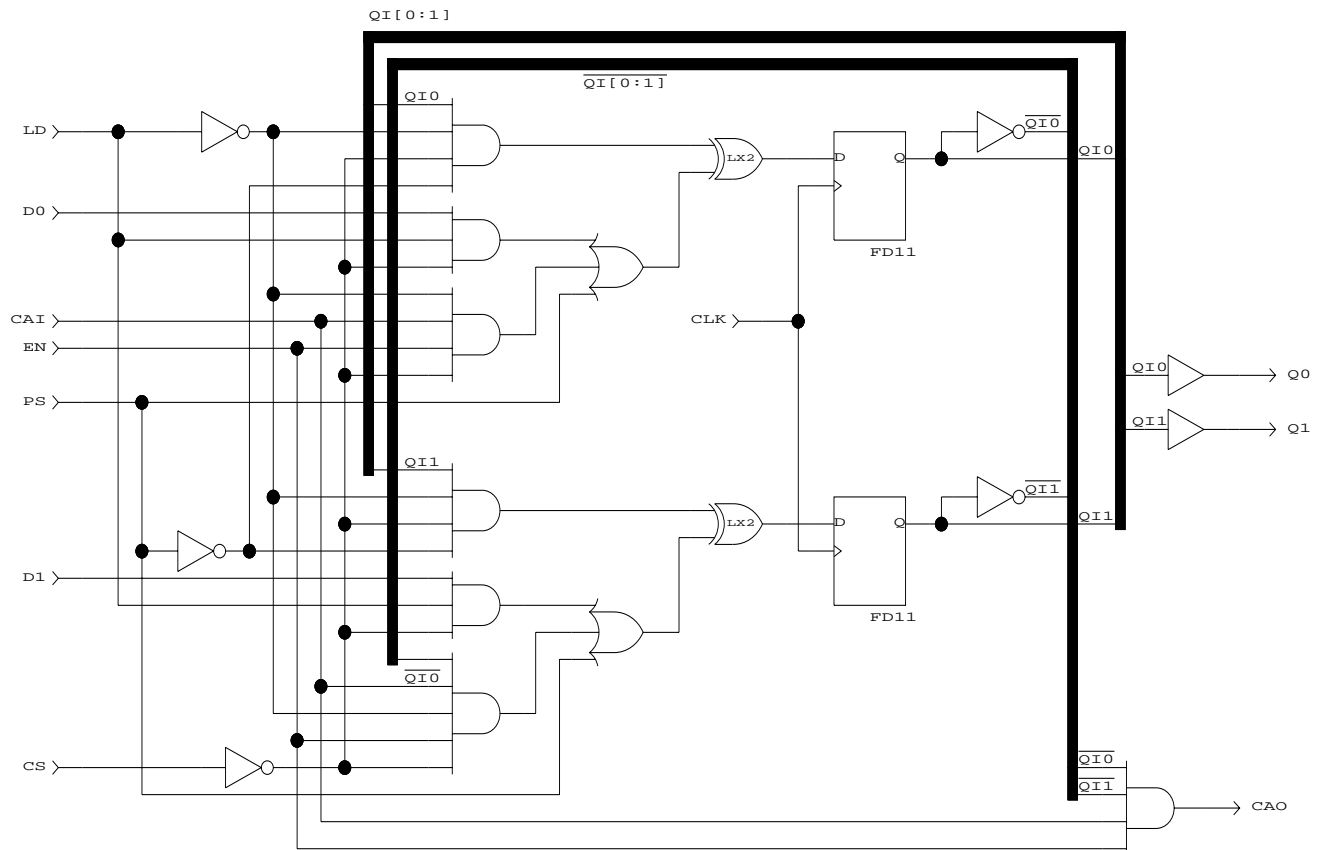 QI[0:1]
QI[0:1]
QI0
LD
QI0
LX2
D
Q
QI0
D0
FD11
CAI
CLK
EN
QI0
Q0
PS
QI1
Q1
QI1
QI1
LX2
D
Q
QI1
D1
FD11
QI0
CS
QI0
QI1
CAO